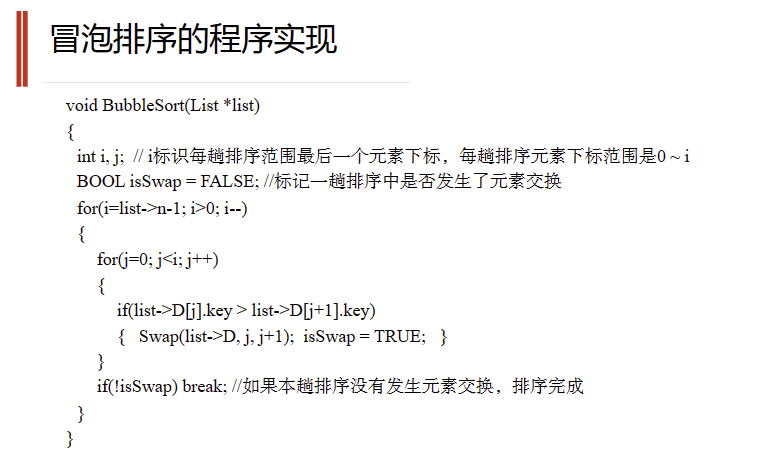 冒泡排序的程序实现
void BubbleSort(List *list)
{
int i, j;  // i标识每趟排序范围最后一个元素下标，每趟排序元素下标范围是0 ~ i
BOOL isSwap = FALSE; //标记一趟排序中是否发生了元素交换
for(i=list->n-1; i>0; i--)
{
for(j=0; j<i; j++)
{
if(list->D[j].key > list->D[j+1].key)
{   Swap(list->D, j, j+1);  isSwap = TRUE;   }
}
if(!isSwap) break; //如果本趟排序没有发生元素交换，排序完成
}
}